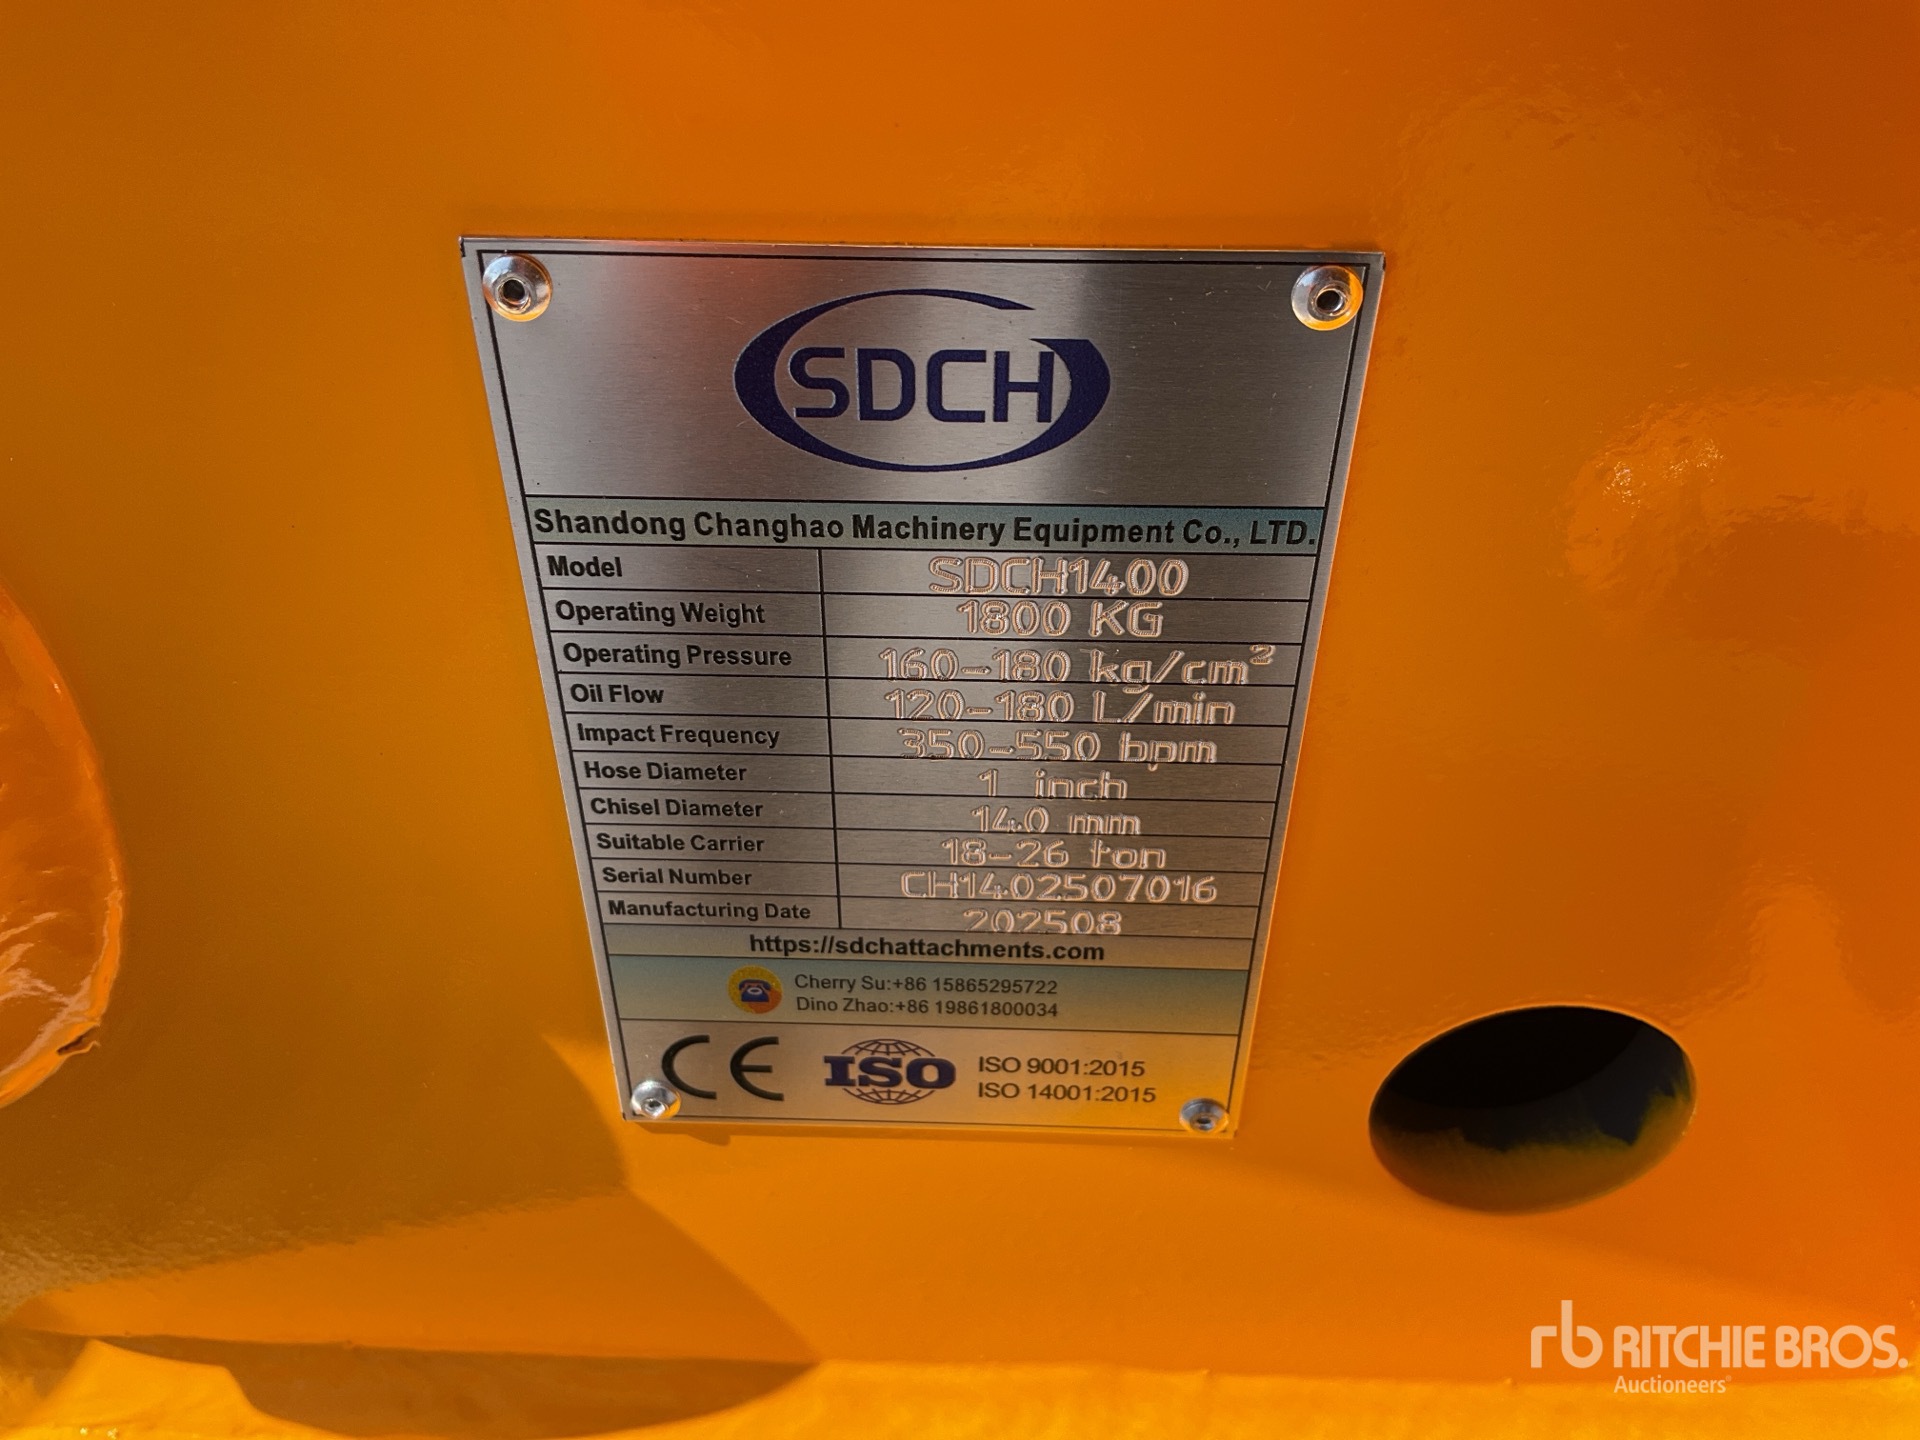 SDCH
Shandong Changhao Machinery Equipment Co., LTD.
Model SDCH1400
Operating Weight 1800 KG
Operating Pressure 160-180 kg/cm²
Oil Flow 120-180 L/min
Impact Frequency 350-550 bpm
Hose Diameter 1 inch
Chisel Diameter 140 mm
Suitable Carrier 18-26 ton
Serial Number CH1402507016
Manufacturing Date 202508
https://sdchattachments.com
Cherry Su:+86 15865295722
Dino Zhao:+86 19861800034
CE ISO ISO 9001:2015
ISO 14001:2015
rb RITCHIE BROS.
Auctioneers®